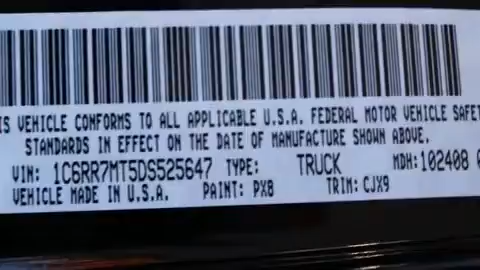 IS VEHICLE CONFORMS TO ALL APPLICABLE U.S.A. FEDERAL MOTOR VEHICLE SAFET
STANDARDS IN EFFECT ON THE DATE OF MANUFACTURE SHOWN ABOVE.
VIN: 1C6RR7MT5DS525647 TYPE: TRUCK MDH: 102408
VEHICLE MADE IN U.S.A. PAINT: PX8 TRIM: CJX9